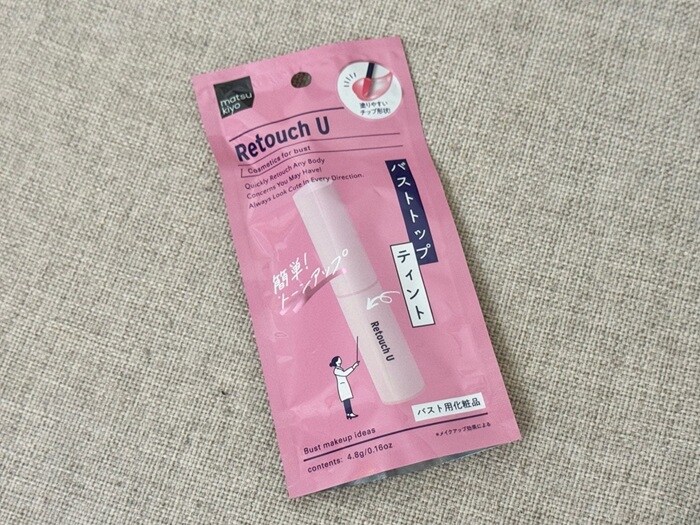 matsu
kiyo
塗りやすい
チップ形状!
Retouch U
Cosmetics for bust
Quickly Retouch Any Body
Concerns You May Have!
Always Look Cute In Every Direction.
バストトップ
ティント
簡単!
トーンアップ
Retouch U
バスト用化粧品
Bust makeup ideas
contents: 4.8g/0.16oz
*メイクアップ効果による